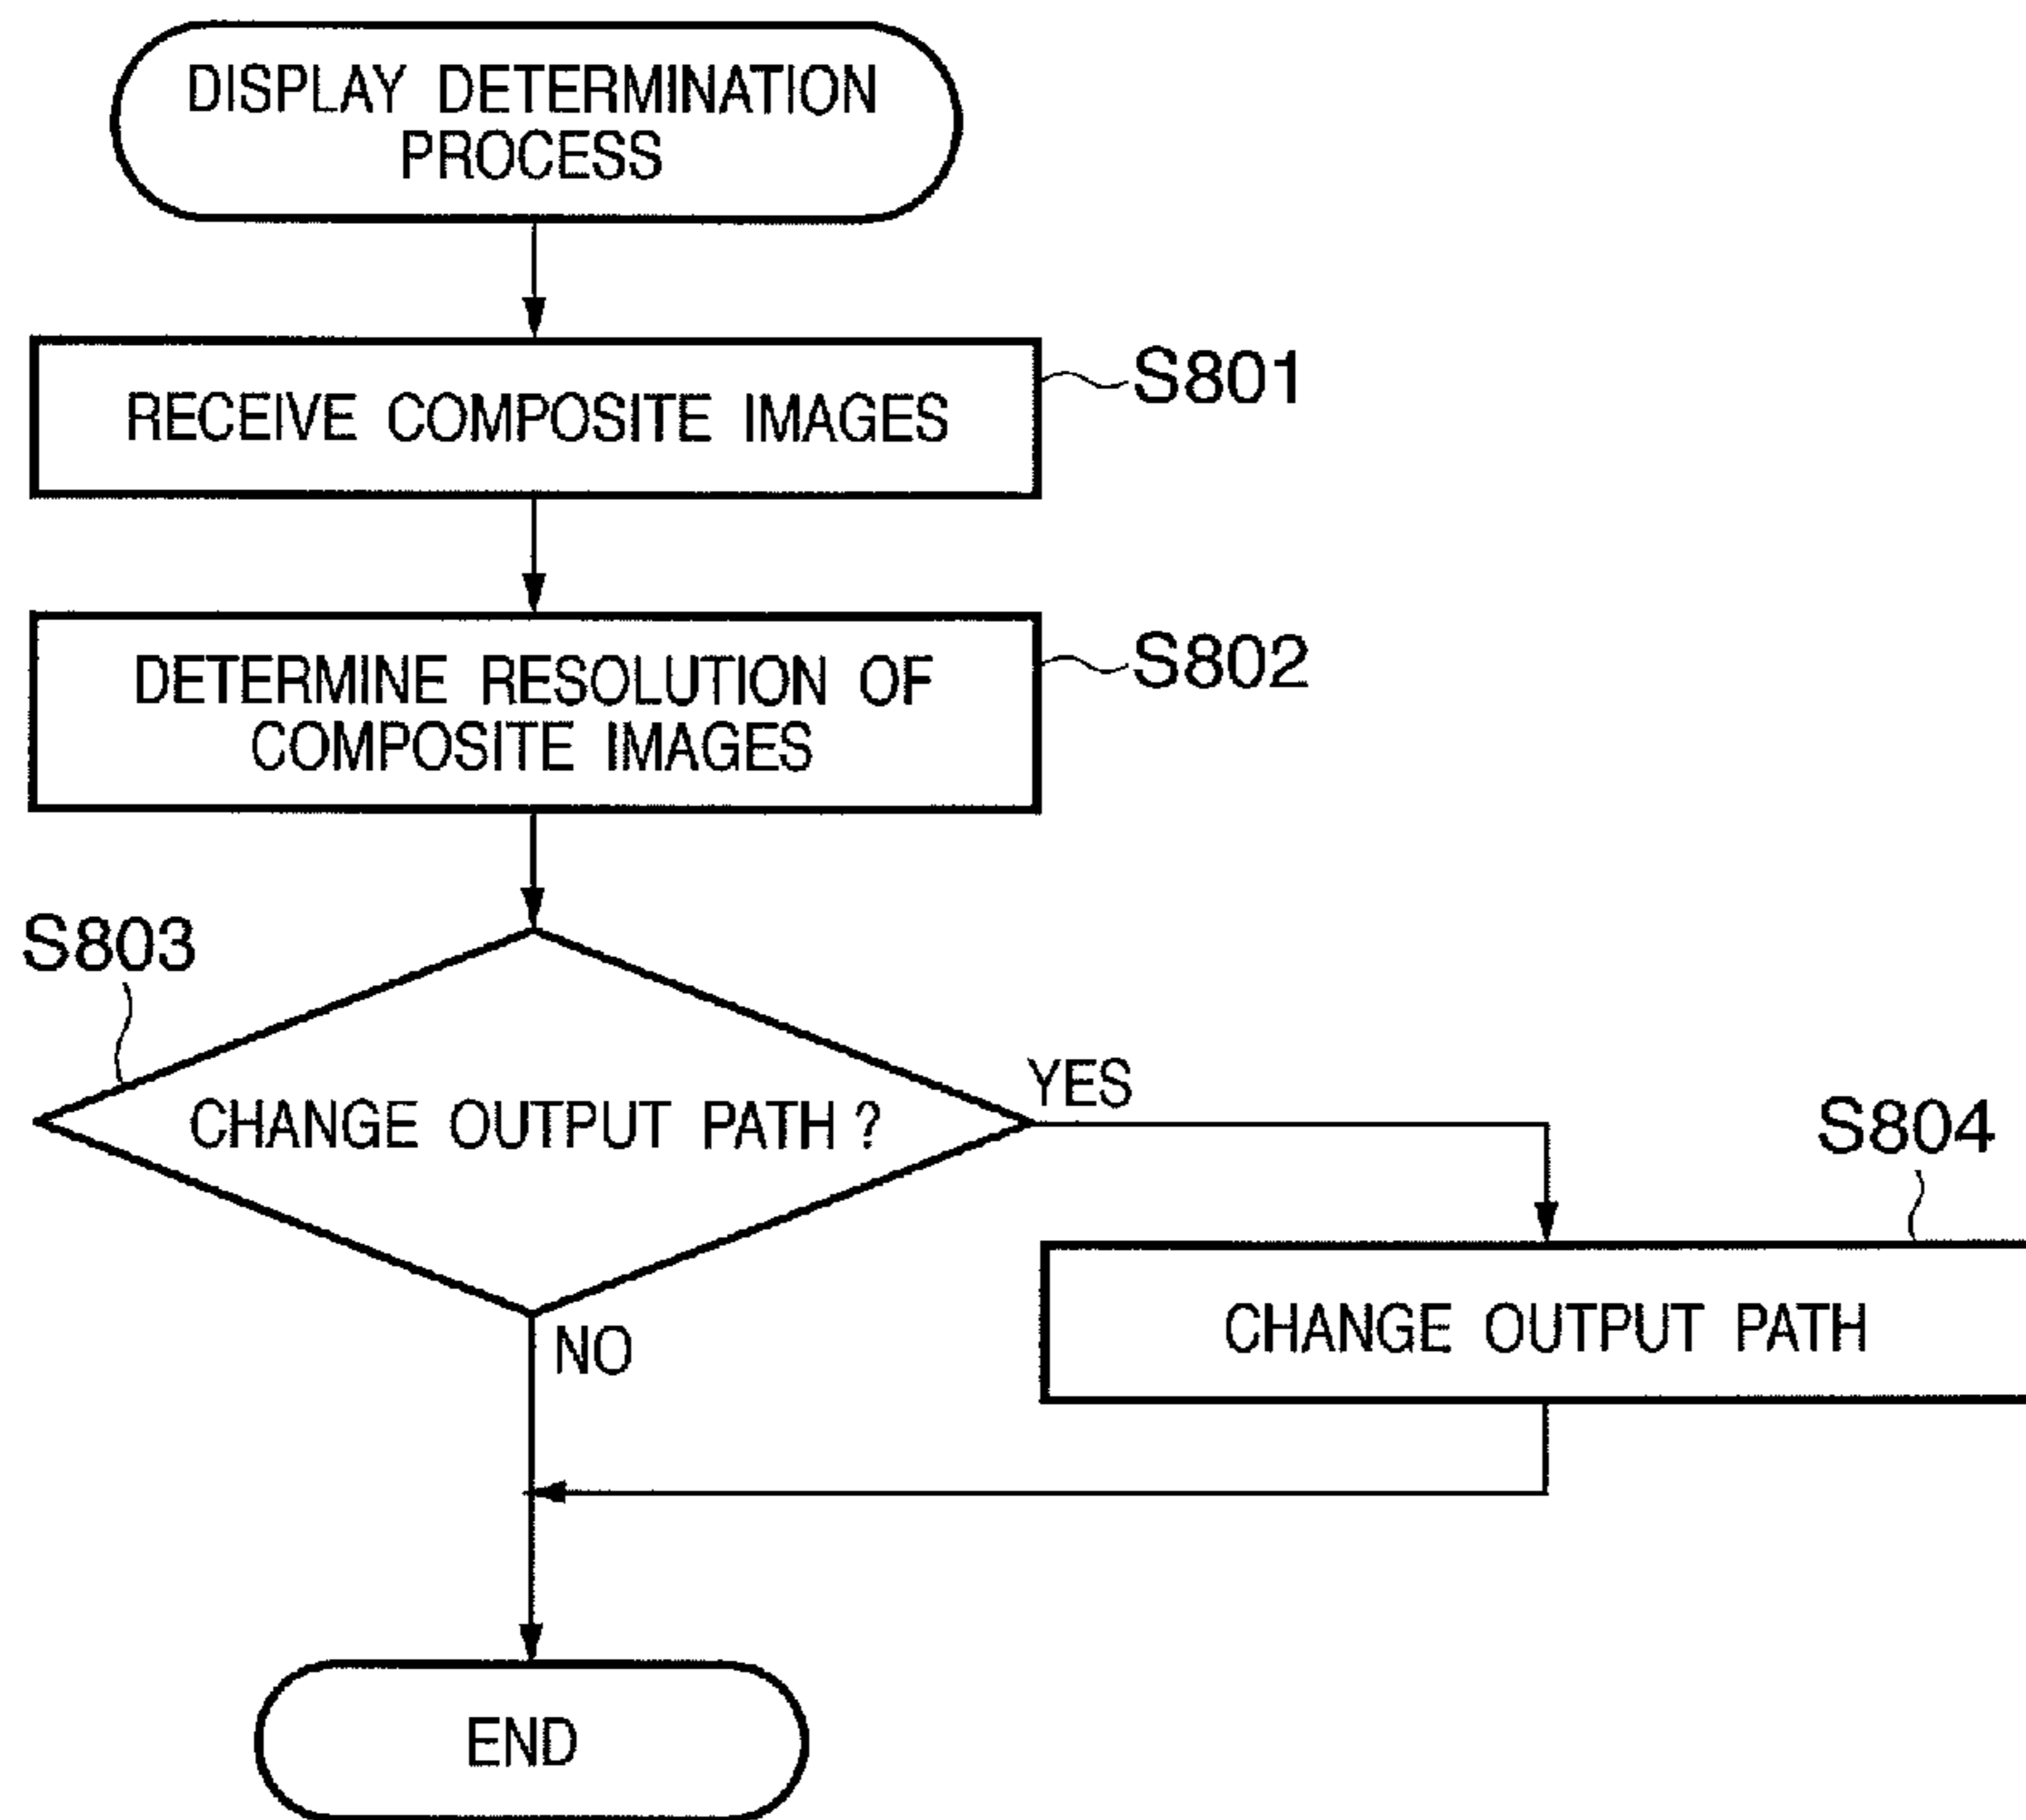 DISPLAY DETERMINATION
PROCESS
RECEIVE COMPOSITE IMAGES
S801
DETERMINE RESOLUTION OF
COMPOSITE IMAGES
S802
S803
CHANGE OUTPUT PATH ?
YES
NO
S804
CHANGE OUTPUT PATH
END